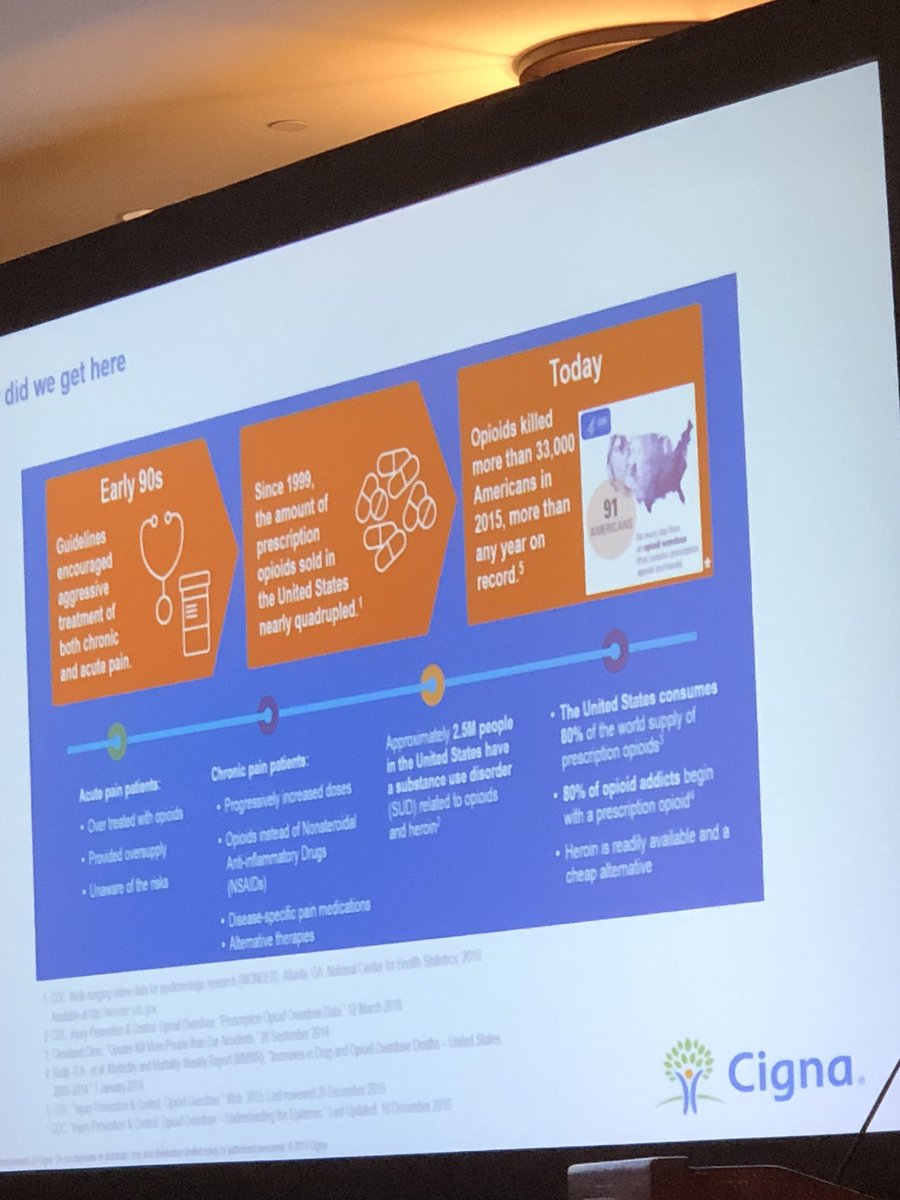 did we get here
Early 90s
Guidelines
encouraged
aggressive
treatment of
both chronic
and acute pain.
Since 1999,
the amount of
prescription
opioids sold in
the United States
nearly quadrupled.1
Today
Opioids killed
more than 33,000
Americans in
2015, more than
any year on
record.5
91
AMERICANS
opioid overdose
*
Acute pain patients:
• Over treated with opioids
• Provided oversupply
• Unaware of the risks
Chronic pain patients:
• Progressively increased doses
• Opioids instead of Nonsteroidal
Anti-inflammatory Drugs
(NSAIDs)
• Disease-specific pain medications
• Alternative therapies
Approximately 2.5M people
in the United States have
a substance use disorder
(SUD) related to opioids
and heroin2
• The United States consumes
80% of the world supply of
prescription opioids3
• 80% of opioid addicts begin
with a prescription opioid4
• Heroin is readily available and a
cheap alternative
1. CDC. Wide-ranging online data for epidemiologic research (WONDER). Atlanta, GA. National Center for Health Statistics; 2016.
Available at http://wonder.cdc.gov
2. CDC. Injury Prevention & Control: Opioid Overdose. "Prescription Opioid Overdose Data." 12 March 2016
3. Cleveland Clinic. "Opiates Kill More People than Car Accidents." 26 September 2014
4. R.A., et al. Morbidity and Mortality Weekly Report (MMWR). "Increases in Drug and Opioid Overdose Deaths – United States,
2000-2014." 1 January 2016.
5. CDC. "Injury Prevention & Control: Opioid Overdose." Web. 2015. Last reviewed 20 December 2016.
*CDC. "Injury Prevention & Control: Opioid Overdose – Understanding the Epidemic." Last Updated: 16 December 2016
Cigna.